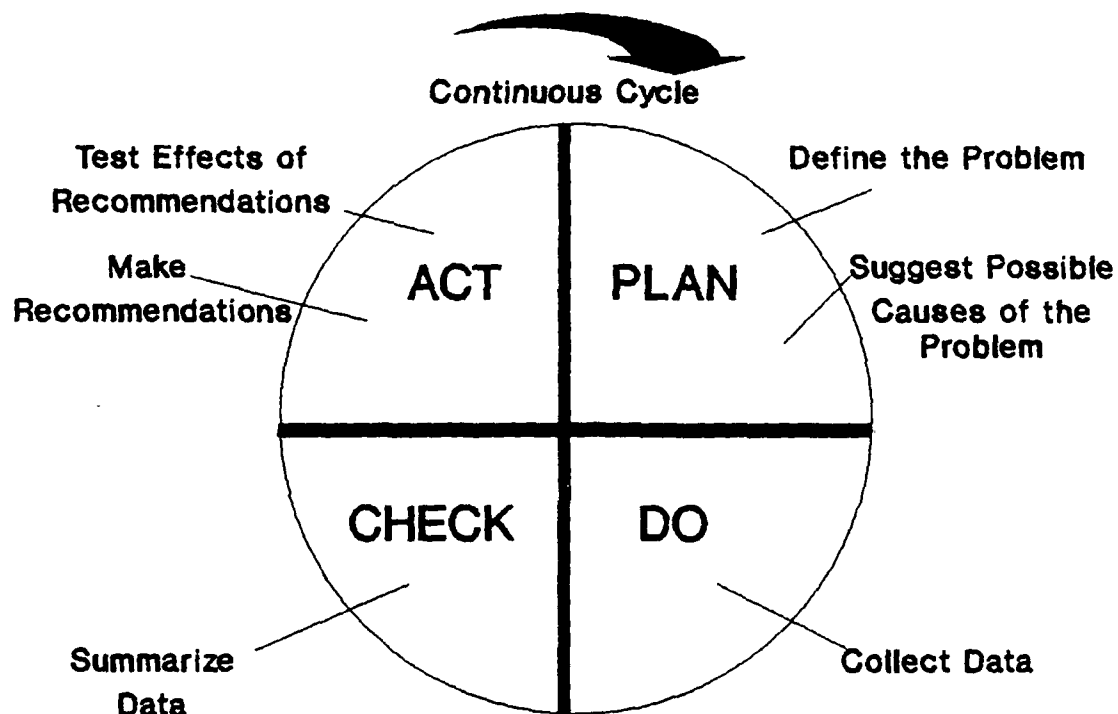 Continuous Cycle
Test Effects of
Recommendations
Define the Problem
Make
Recommendations
ACT
PLAN
Suggest Possible
Causes of the
Problem
CHECK
DO
Summarize
Data
Collect Data